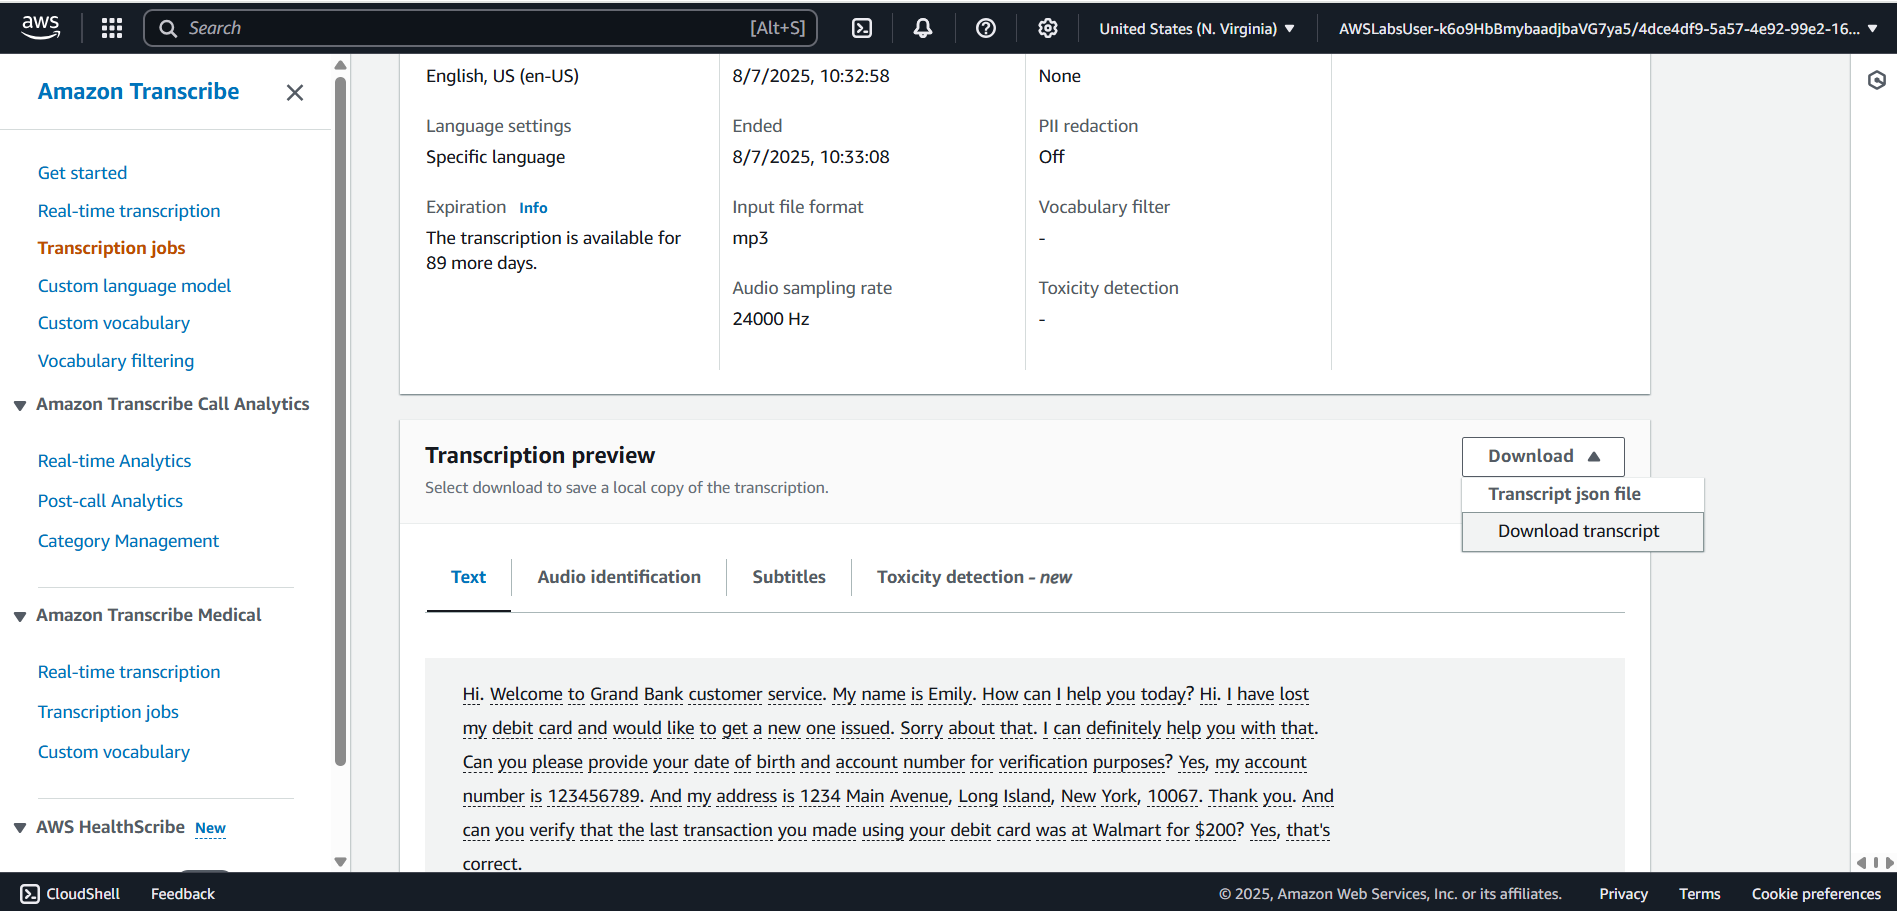 aws
Search [Alt+S] United States (N. Virginia) AWSLabsUser-k6o9HbBmybaadjbaVG7ya5/4dce4df9-5a57-4e92-99e2-16...
Amazon Transcribe
Get started
Real-time transcription
Transcription jobs
Custom language model
Custom vocabulary
Vocabulary filtering
Amazon Transcribe Call Analytics
Real-time Analytics
Post-call Analytics
Category Management
Amazon Transcribe Medical
Real-time transcription
Transcription jobs
Custom vocabulary
AWS HealthScribe New
English, US (en-US)
Language settings
Specific language
Expiration Info
The transcription is available for
89 more days.
8/7/2025, 10:32:58
Ended
8/7/2025, 10:33:08
Input file format
mp3
Audio sampling rate
24000 Hz
None
PII redaction
Off
Vocabulary filter
-
Toxicity detection
-
Transcription preview
Select download to save a local copy of the transcription.
Download
Transcript json file
Download transcript
Text Audio identification Subtitles Toxicity detection - new
Hi. Welcome to Grand Bank customer service. My name is Emily. How can I help you today? Hi. I have lost
my debit card and would like to get a new one issued. Sorry about that. I can definitely help you with that.
Can you please provide your date of birth and account number for verification purposes? Yes, my account
number is 123456789. And my address is 1234 Main Avenue, Long Island, New York, 10067. Thank you. And
can you verify that the last transaction you made using your debit card was at Walmart for $200? Yes, that's
correct.
CloudShell Feedback © 2025, Amazon Web Services, Inc. or its affiliates. Privacy Terms Cookie preferences